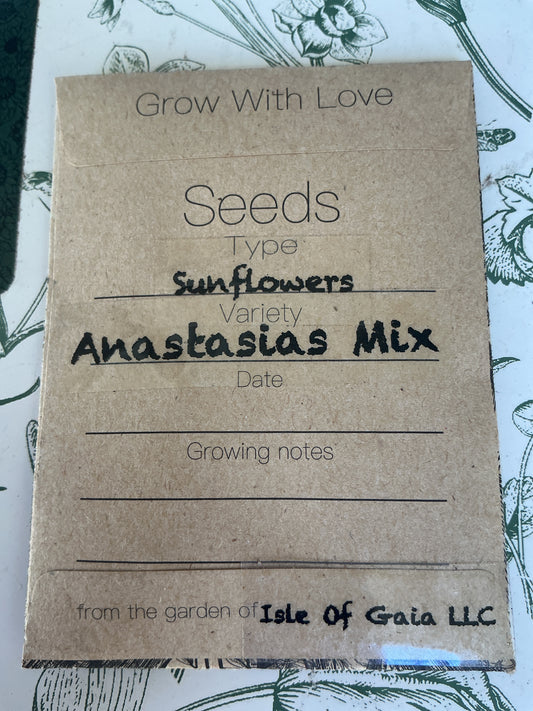 Grow With Love
Seeds
Type
Sunflowers
Variety
Anastasias Mix
Date
Growing notes
from the garden of Isle Of Gaia LLC